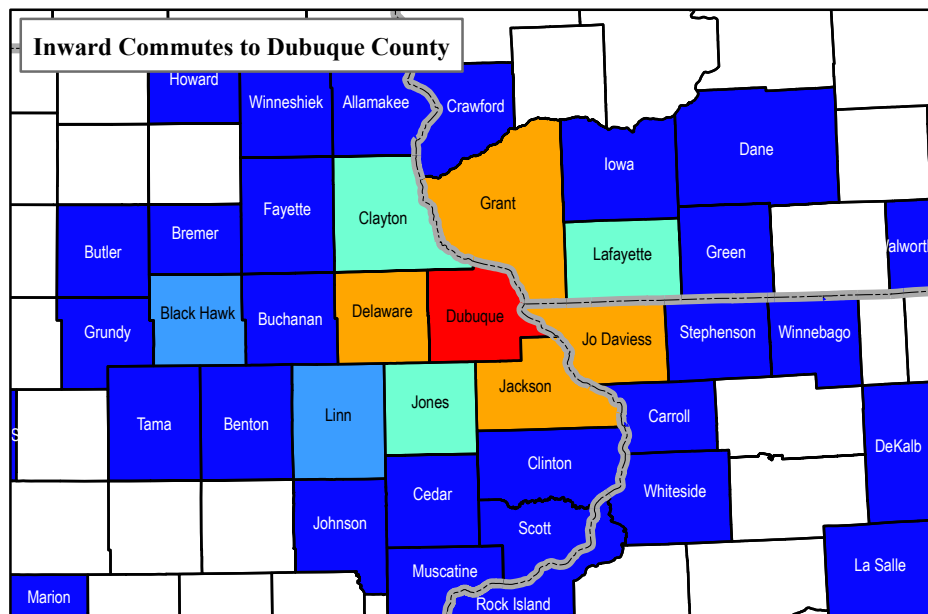 Inward Commutes to Dubuque County
Howard
Winneshiek
Allamakee
Crawford
Dane
Iowa
Grant
Fayette
Clayton
Bremer
Butler
Lafayette
Green
Walworth
Black Hawk
Buchanan
Delaware
Dubuque
Grundy
Jo Daviess
Stephenson
Winnebago
Jackson
Jones
Linn
Tama
Benton
Carroll
S
DeKalb
Clinton
Cedar
Whiteside
Johnson
Scott
Muscatine
La Salle
Marion
Rock Island